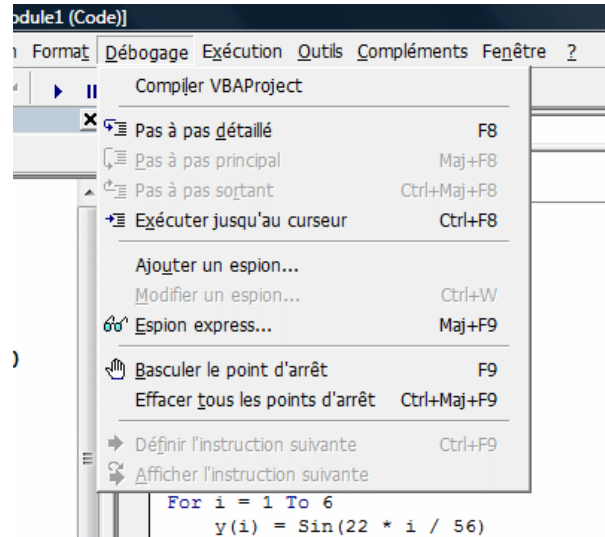 odule1 (Code)]
Format Débogage Exécution Outils Compléments Fenêtre ?
Compiler VBAProject
Pas à pas détaillé F8
Pas à pas principal Maj+F8
Pas à pas sortant Ctrl+Maj+F8
Exécuter jusqu'au curseur Ctrl+F8
Ajouter un espion...
Modifier un espion... Ctrl+W
Espion express... Maj+F9
)
Basculer le point d'arrêt F9
Effacer tous les points d'arrêt Ctrl+Maj+F9
Définir l'instruction suivante Ctrl+F9
Afficher l'instruction suivante
For i = 1 To 6
y(i) = Sin(22 * i / 56)